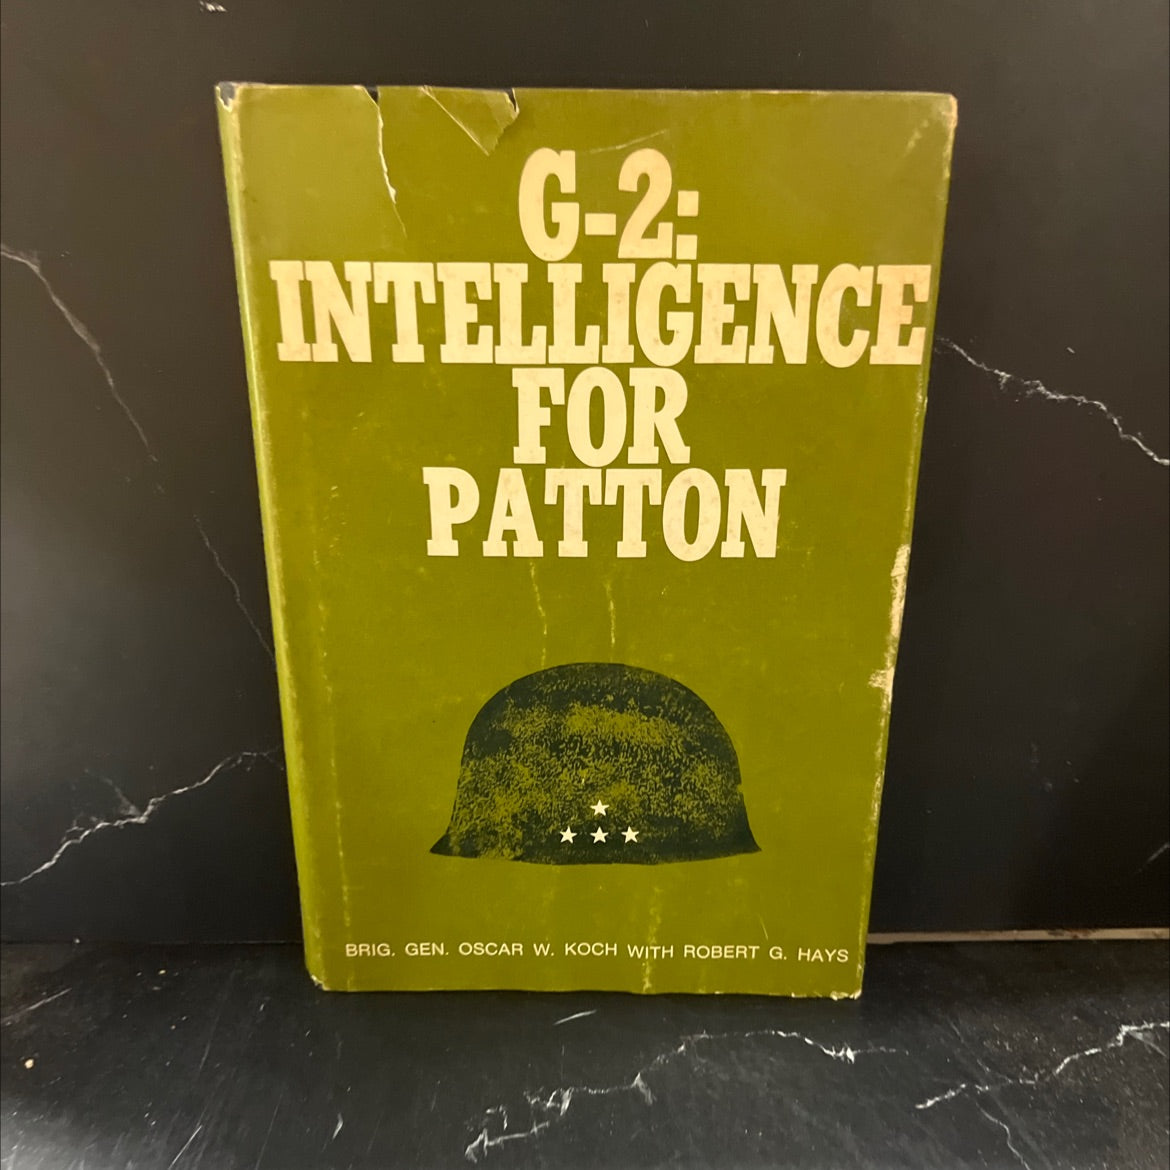 G-2:
INTELLIGENCE
FOR
PATTON
BRIG. GEN. OSCAR W. KOCH WITH ROBERT G. HAYS